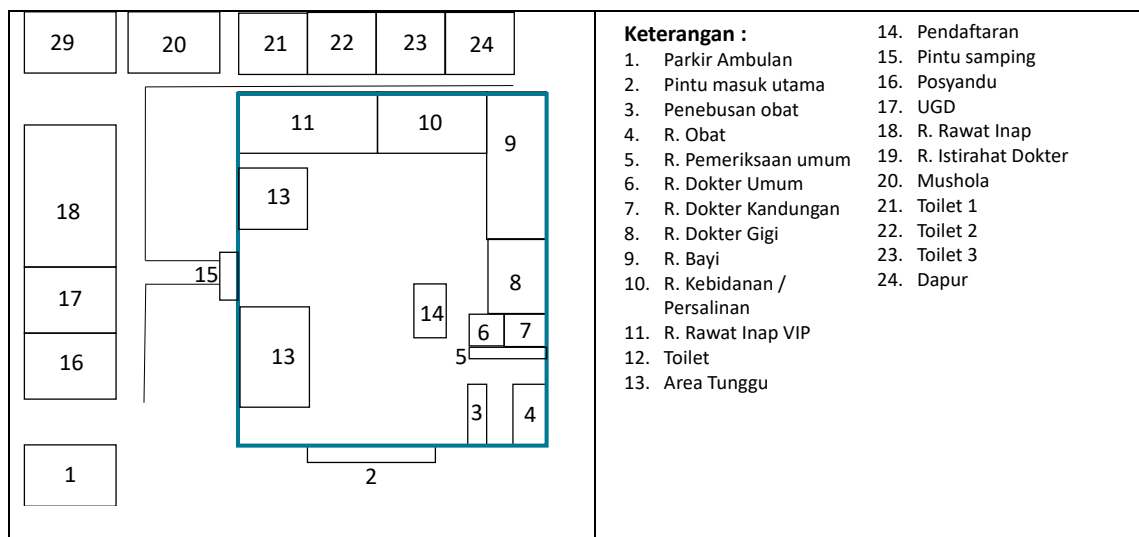 29
20
21
22
23
24
11
10
9
13
18
15
8
17
14
6
7
13
5
16
3
4
1
2
Keterangan :
1. Parkir Ambulan
2. Pintu masuk utama
3. Penebusan obat
4. R. Obat
5. R. Pemeriksaan umum
6. R. Dokter Umum
7. R. Dokter Kandungan
8. R. Dokter Gigi
9. R. Bayi
10. R. Kebidanan /
Persalinan
11. R. Rawat Inap VIP
12. Toilet
13. Area Tunggu
14. Pendaftaran
15. Pintu samping
16. Posyandu
17. UGD
18. R. Rawat Inap
19. R. Istirahat Dokter
20. Mushola
21. Toilet 1
22. Toilet 2
23. Toilet 3
24. Dapur